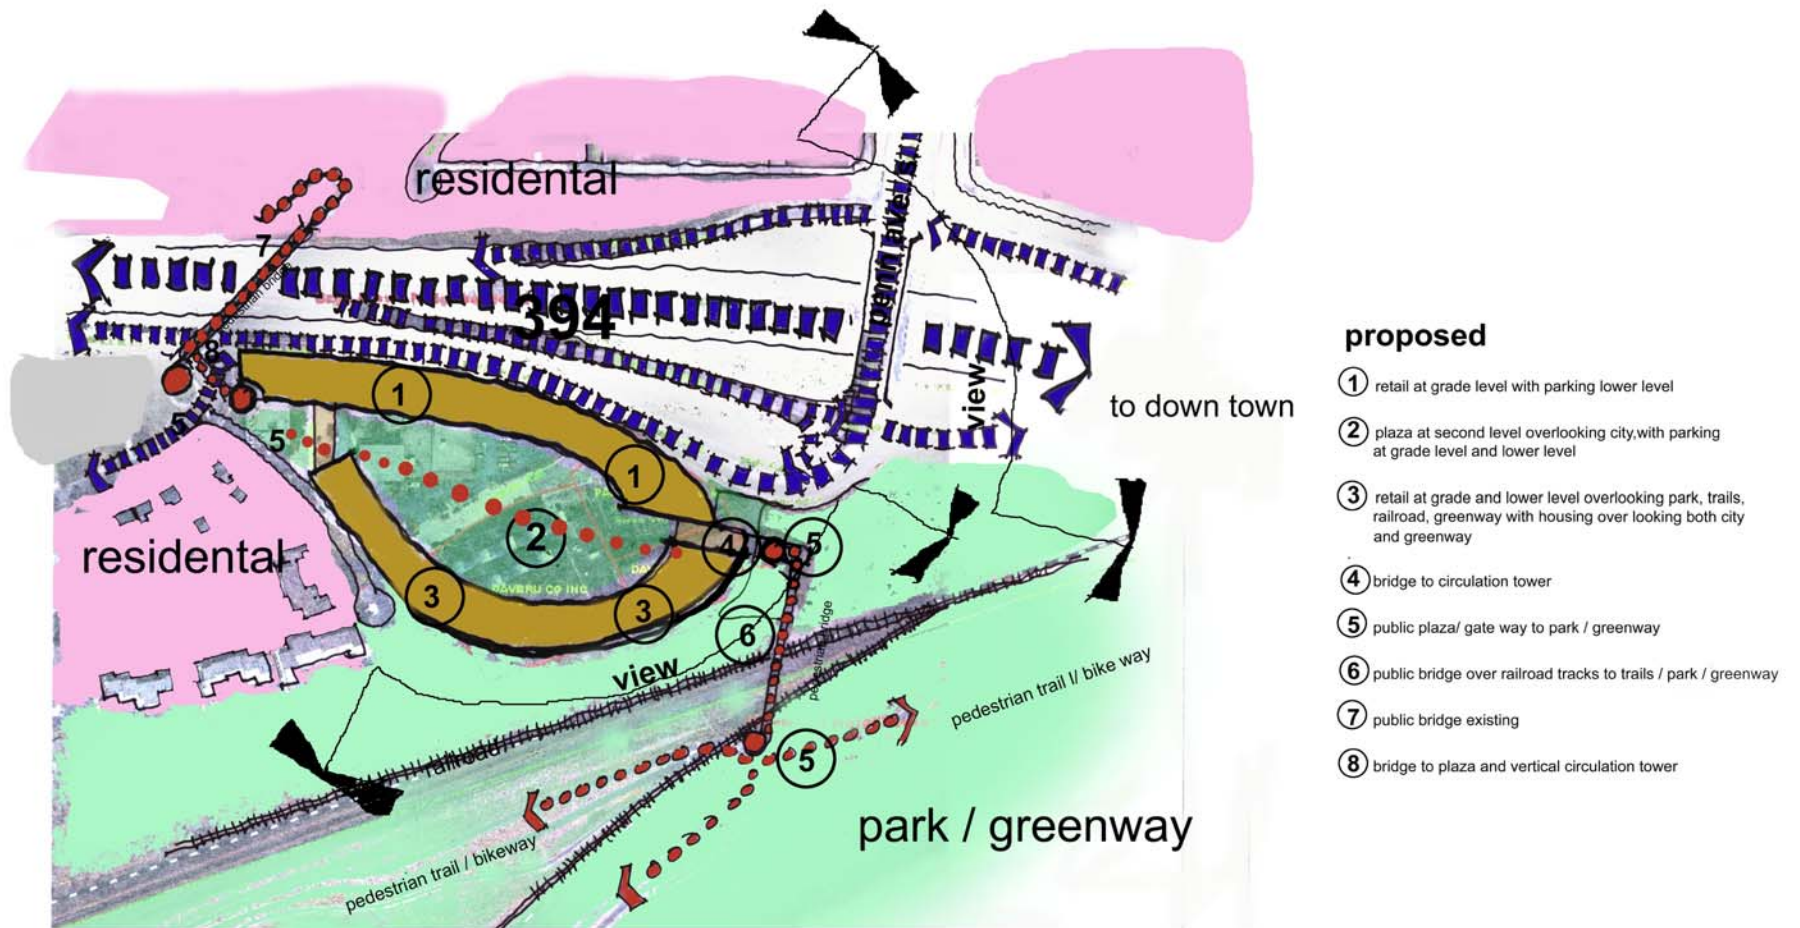 residental
7
pedestrian bridge
394
penn ave s
8
view
to down town
5
1
5
1
2
4
5
residental
3
3
DAVERU CO INC
6
pedestrian bridge
view
railroad
pedestrian trail l/ bike way
5
park / greenway
pedestrian trail / bikeway
proposed
1 retail at grade level with parking lower level
2 plaza at second level overlooking city,with parking
at grade level and lower level
3 retail at grade and lower level overlooking park, trails,
railroad, greenway with housing over looking both city
and greenway
4 bridge to circulation tower
5 public plaza/ gate way to park / greenway
6 public bridge over railroad tracks to trails / park / greenway
7 public bridge existing
8 bridge to plaza and vertical circulation tower